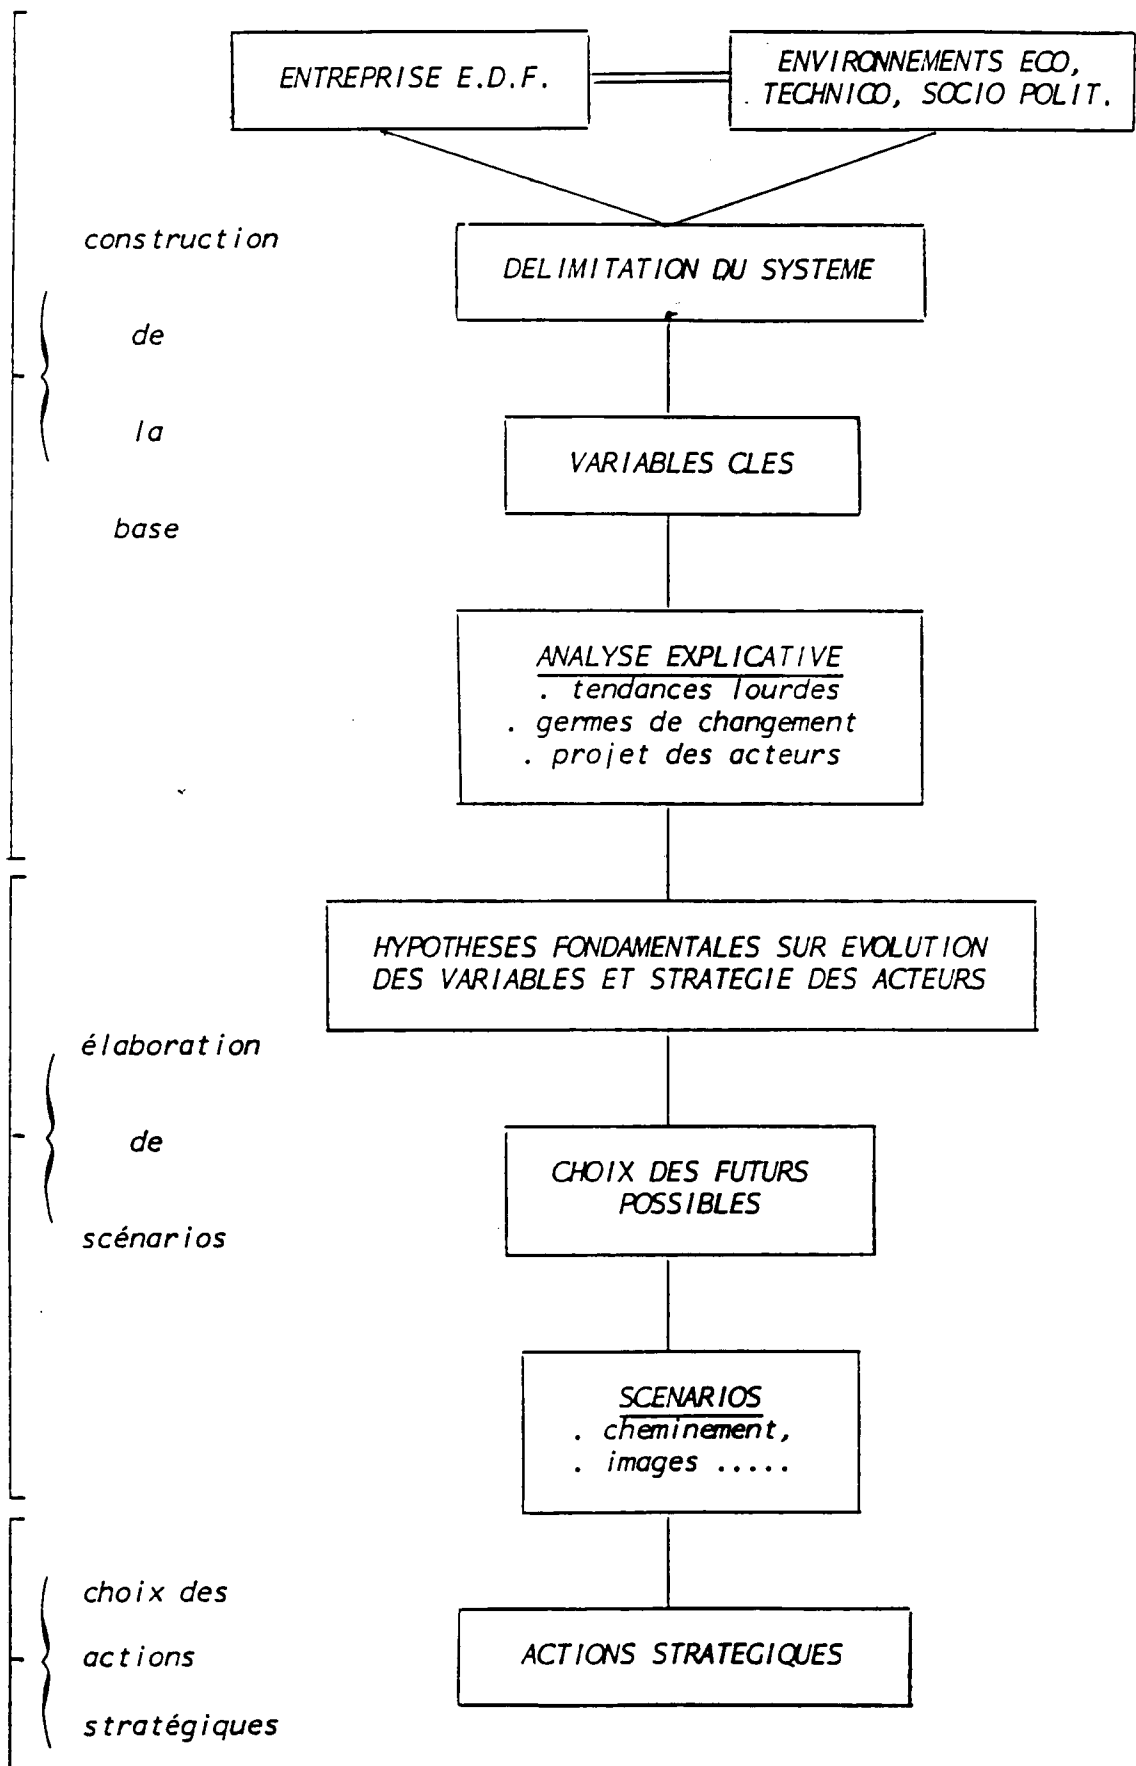 ENTREPRISE E.D.F.
ENVIRONNEMENTS ECO,
. TECHNICO, SOCIO POLIT.
construction
de
la
base
DELIMITATION DU SYSTEME
VARIABLES CLES
ANALYSE EXPLICATIVE
. tendances lourdes
. germes de changement
. projet des acteurs
élaboration
de
scénarios
HYPOTHESES FONDAMENTALES SUR EVOLUTION
DES VARIABLES ET STRATEGIE DES ACTEURS
CHOIX DES FUTURS
POSSIBLES
SCENARIOS
. cheminement,
. images .....
choix des
actions
stratégiques
ACTIONS STRATEGIQUES